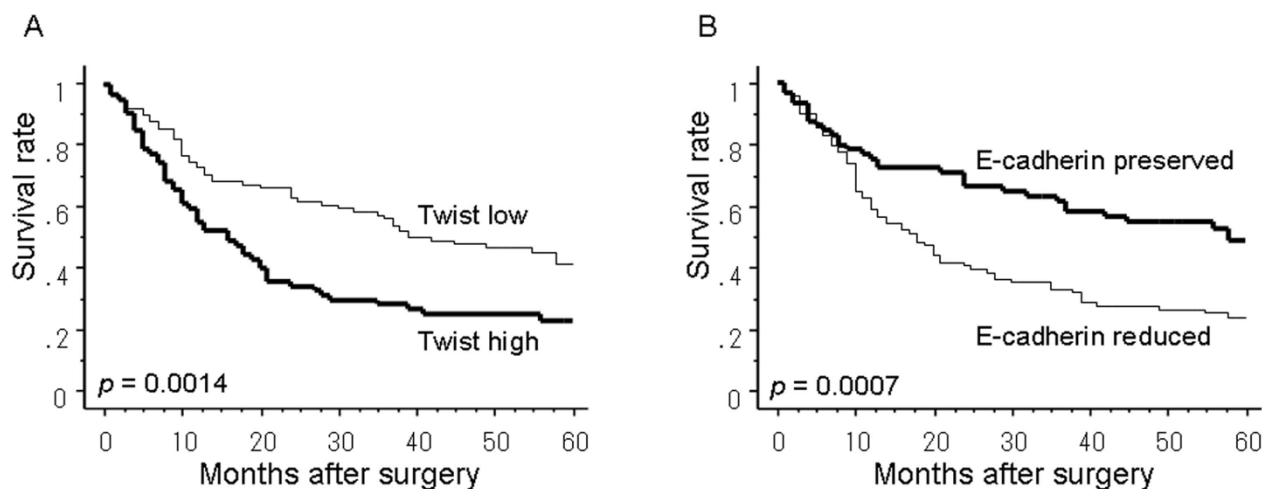 A
Survival rate
1
.8
.6
.4
.2
0
Twist low
Twist high
p = 0.0014
0 10 20 30 40 50 60
Months after surgery
B
Survival rate
1
.8
.6
.4
.2
0
E-cadherin preserved
E-cadherin reduced
p = 0.0007
0 10 20 30 40 50 60
Months after surgery